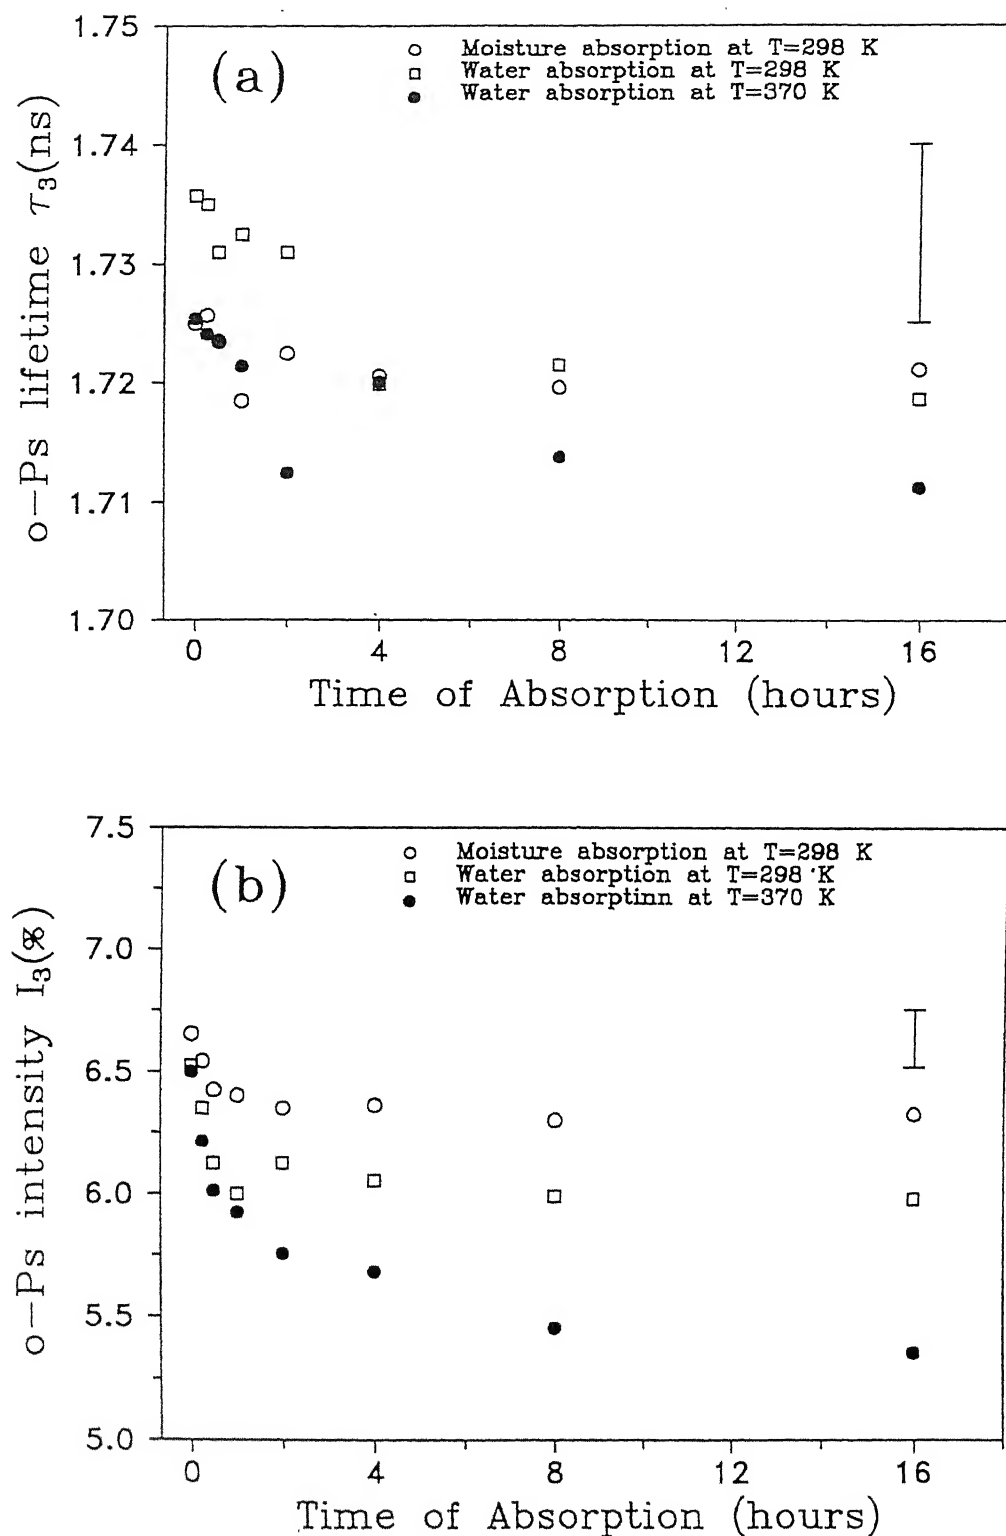 1.75
(a)
Moisture absorption at T=298 K
Water absorption at T=298 K
Water absorption at T=370 K
1.74
1.73
1.72
1.71
1.70
o-Ps lifetime τ3(ns)
0 4 8 12 16
Time of Absorption (hours)
7.5
(b)
Moisture absorption at T=298 K
Water absorption at T=298 K
Water absorptinn at T=370 K
7.0
6.5
6.0
5.5
5.0
o-Ps intensity I3(%)
0 4 8 12 16
Time of Absorption (hours)